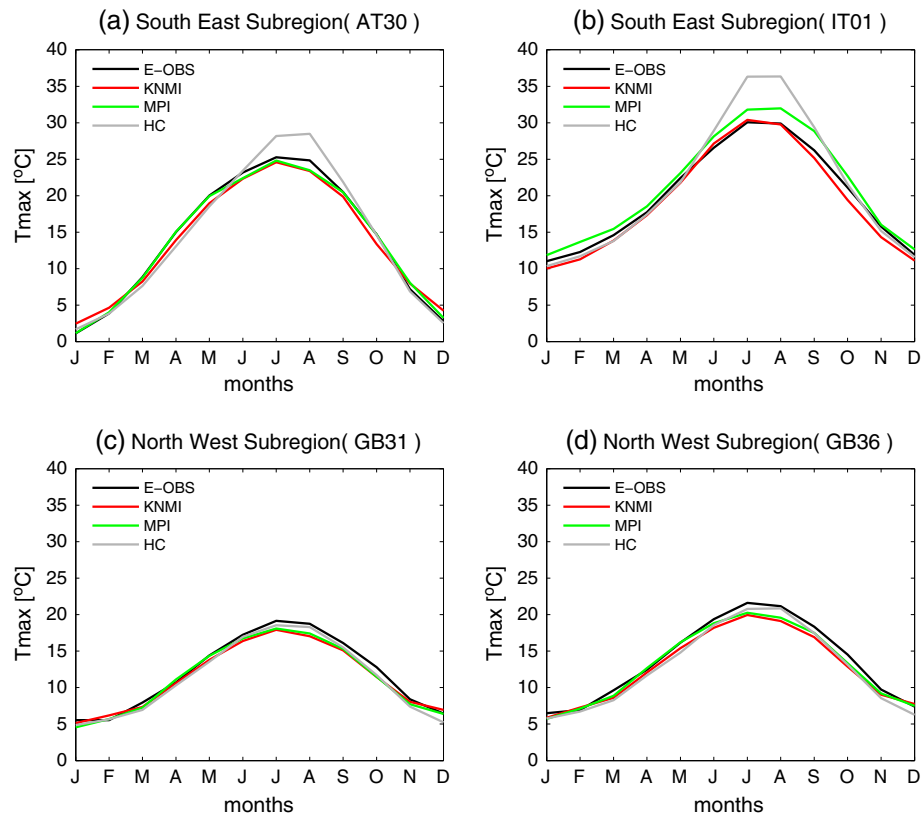 (a) South East Subregion( AT30 )
40
35
30
25
20
15
10
5
0
Tmax [oC]
E-OBS
KNMI
MPI
HC
J F M A M J J A S O N D
months
(b) South East Subregion( IT01 )
40
35
30
25
20
15
10
5
0
Tmax [oC]
E-OBS
KNMI
MPI
HC
J F M A M J J A S O N D
months
(c) North West Subregion( GB31 )
40
35
30
25
20
15
10
5
0
Tmax [oC]
E-OBS
KNMI
MPI
HC
J F M A M J J A S O N D
months
(d) North West Subregion( GB36 )
40
35
30
25
20
15
10
5
0
Tmax [oC]
E-OBS
KNMI
MPI
HC
J F M A M J J A S O N D
months